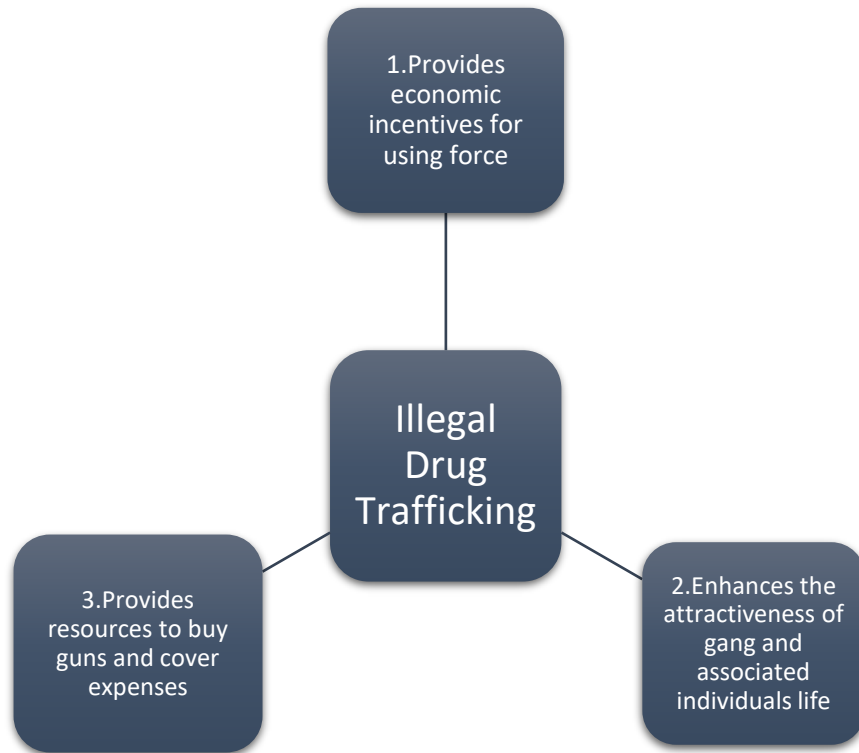 1.Provides
economic
incentives for
using force
Illegal
Drug
Trafficking
2.Enhances the
attractiveness of
gang and
associated
individuals life
3.Provides
resources to buy
guns and cover
expenses